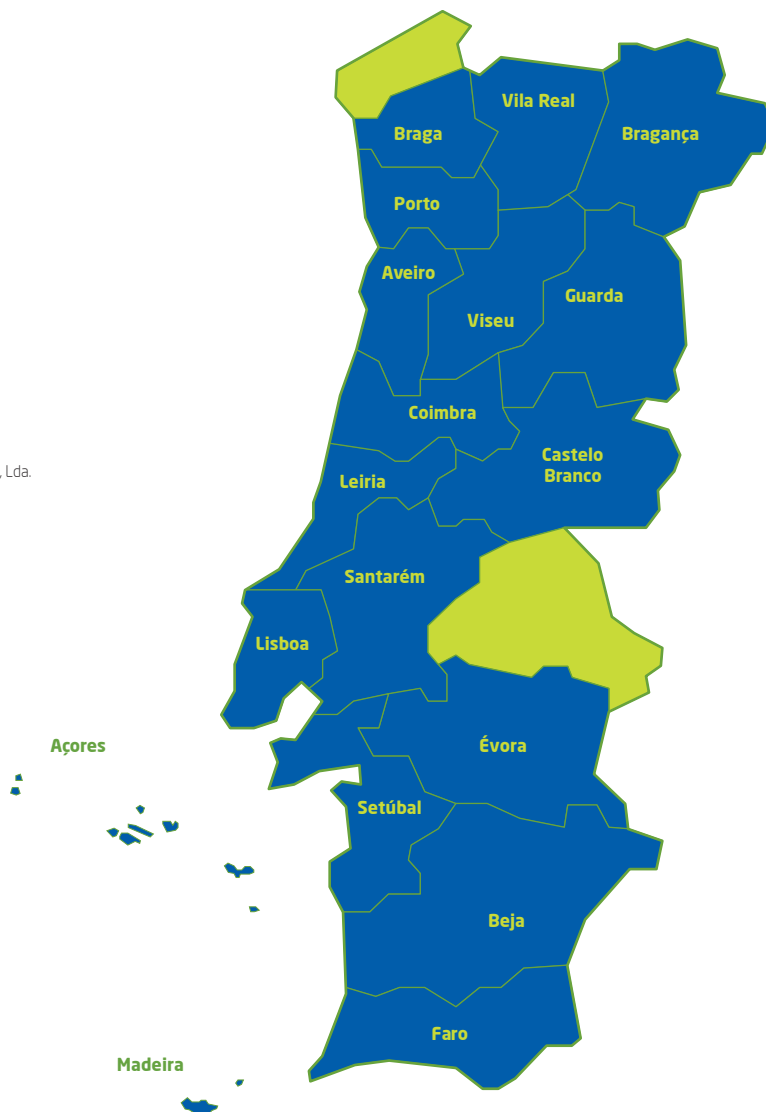 Vila Real
Braga
Bragança
Porto
Aveiro
Guarda
Viseu
Coimbra
Castelo
Branco
, Lda.
Leiria
Santarém
Lisboa
Açores
Évora
Setúbal
Beja
Faro
Madeira